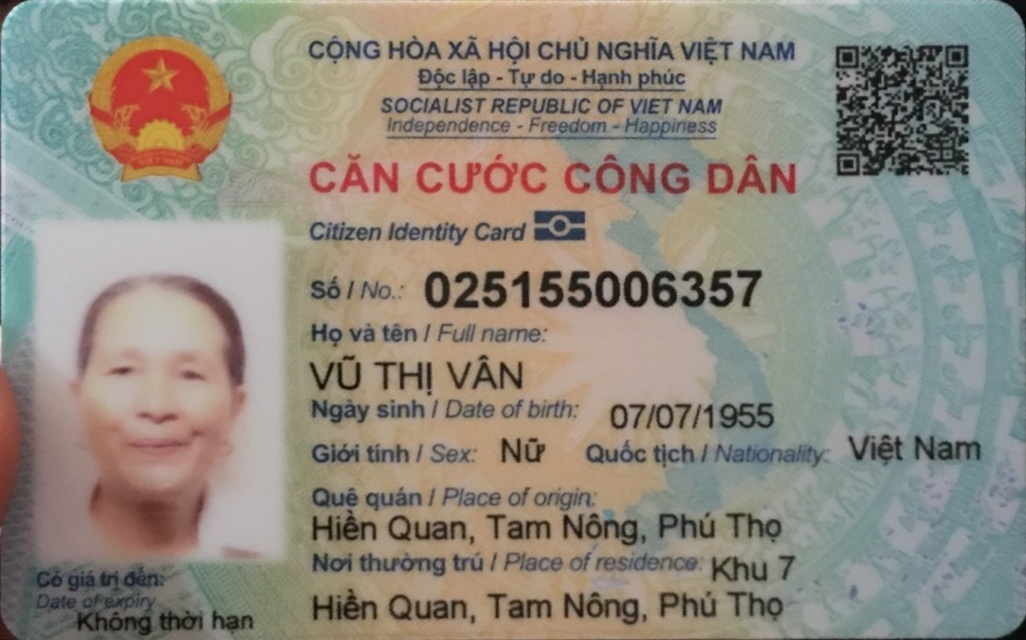 CỘNG HÒA XÃ HỘI CHỦ NGHĨA VIỆT NAM
Độc lập - Tự do - Hạnh phúc
SOCIALIST REPUBLIC OF VIET NAM
Independence - Freedom - Happiness
CĂN CƯỚC CÔNG DÂN
Citizen Identity Card
Số / No.: 025155006357
Họ và tên / Full name:
VŨ THỊ VÂN
Ngày sinh / Date of birth: 07/07/1955
Giới tính / Sex: Nữ Quốc tịch / Nationality: Việt Nam
Quê quán / Place of origin:
Hiền Quan, Tam Nông, Phú Thọ
Nơi thường trú / Place of residence: Khu 7
Hiền Quan, Tam Nông, Phú Thọ
Có giá trị đến:
Date of expiry
Không thời hạn